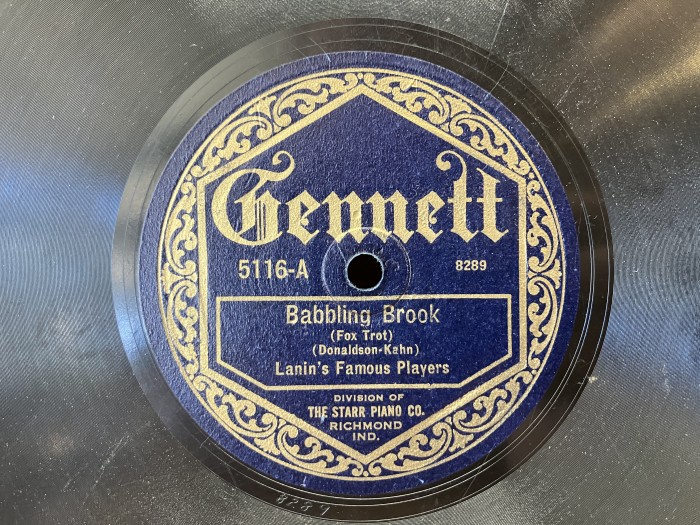 Gennett
5116-A 8289
Babbling Brook
(Fox Trot)
(Donaldson-Kahn)
Lanin's Famous Players
DIVISION OF
THE STARR PIANO CO.
RICHMOND
IND.
8289